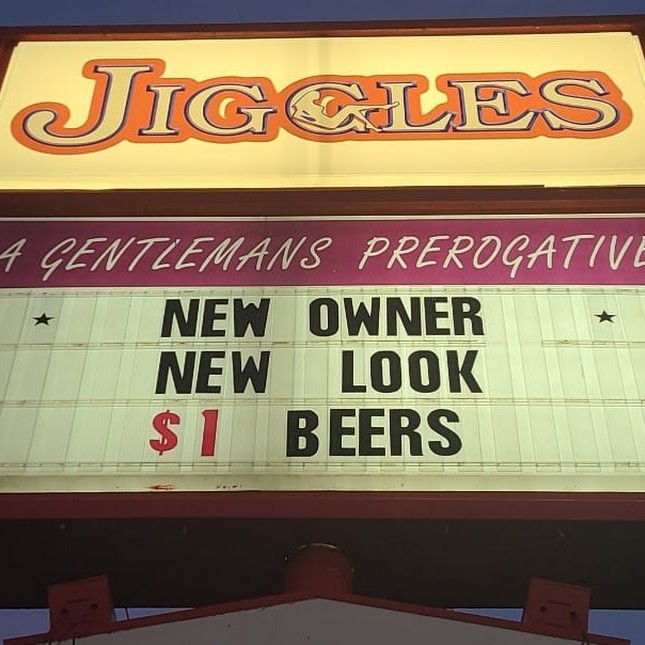 JIGGLES
A GENTLEMANS PREROGATIVE
NEW OWNER
NEW LOOK
$1 BEERS